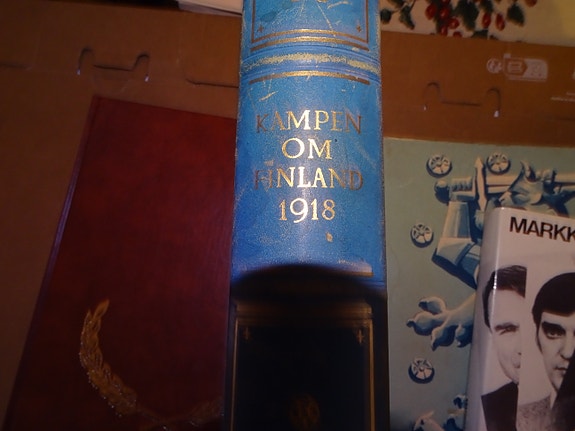 KAMPEN
OM
FINLAND
1918
MARKK